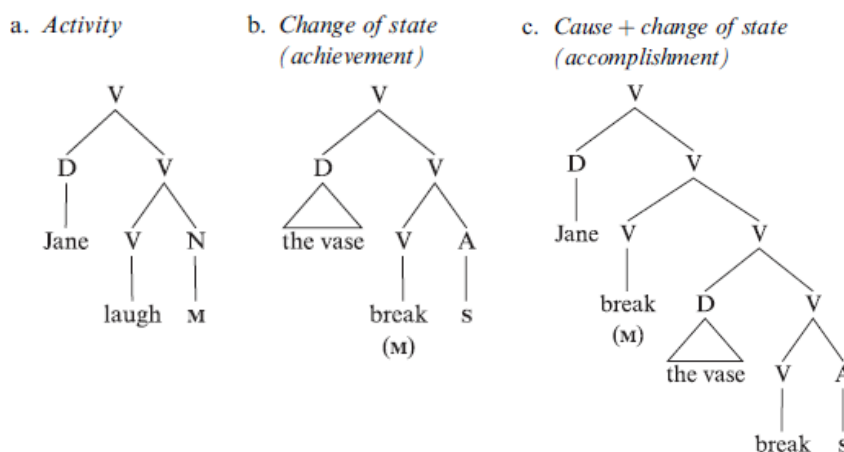 a. Activity b. Change of state c. Cause + change of state
(achievement) (accomplishment)
V V V
D V D V D V
Jane V N the vase V A Jane V V
laugh M break S break D V
(M) (M)
the vase V A
break S